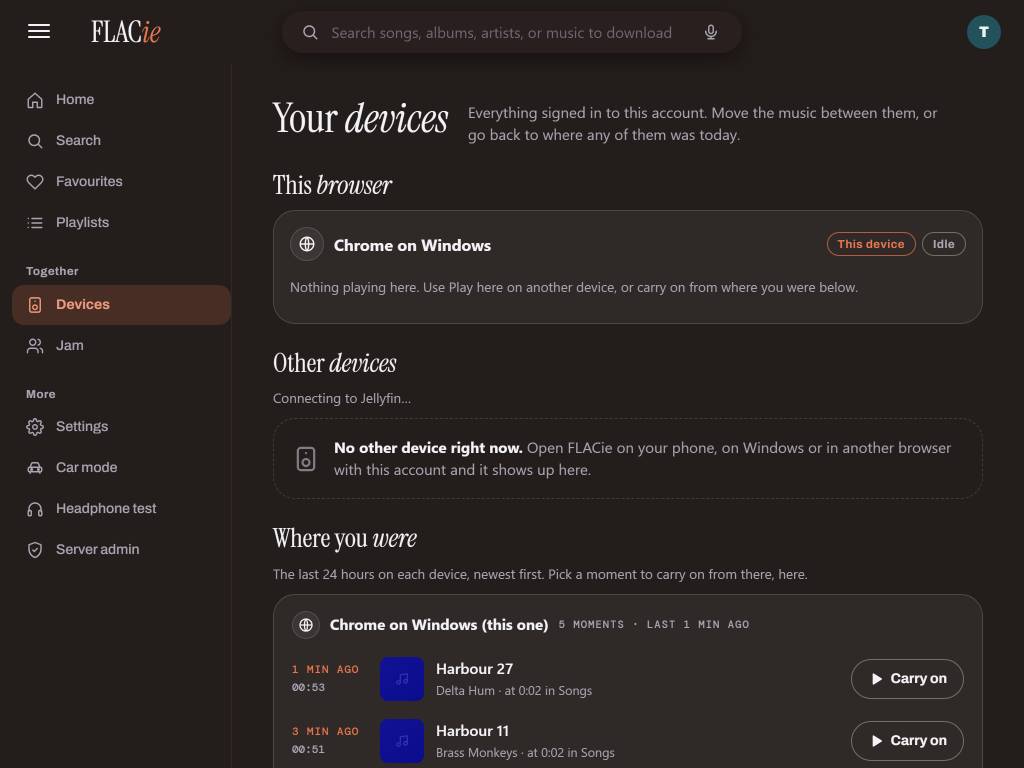 FLACie
Search songs, albums, artists, or music to download
T
Home
Search
Favourites
Playlists
Together
Devices
Jam
More
Settings
Car mode
Headphone test
Server admin
Your devices
Everything signed in to this account. Move the music between them, or
go back to where any of them was today.
This browser
Chrome on Windows
This device
Idle
Nothing playing here. Use Play here on another device, or carry on from where you were below.
Other devices
Connecting to Jellyfin...
No other device right now. Open FLACie on your phone, on Windows or in another browser
with this account and it shows up here.
Where you were
The last 24 hours on each device, newest first. Pick a moment to carry on from there, here.
Chrome on Windows (this one) 5 MOMENTS · LAST 1 MIN AGO
1 MIN AGO
00:53
Harbour 27
Delta Hum · at 0:02 in Songs
Carry on
3 MIN AGO
00:51
Harbour 11
Brass Monkeys · at 0:02 in Songs
Carry on